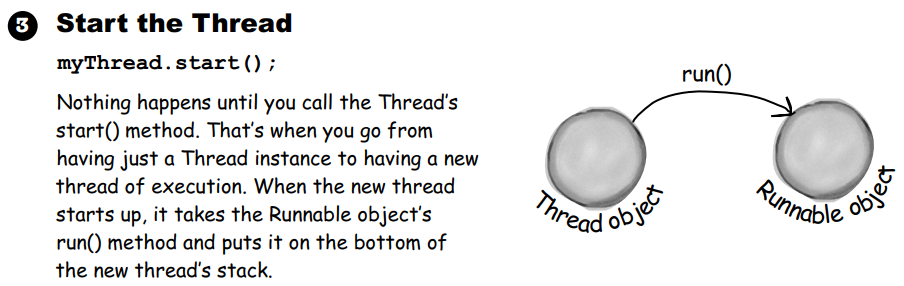 3 Start the Thread
myThread.start();
Nothing happens until you call the Thread's
start() method. That's when you go from
having just a Thread instance to having a new
thread of execution. When the new thread
starts up, it takes the Runnable object's
run() method and puts it on the bottom of
the new thread's stack.
run()
Thread object
Runnable object